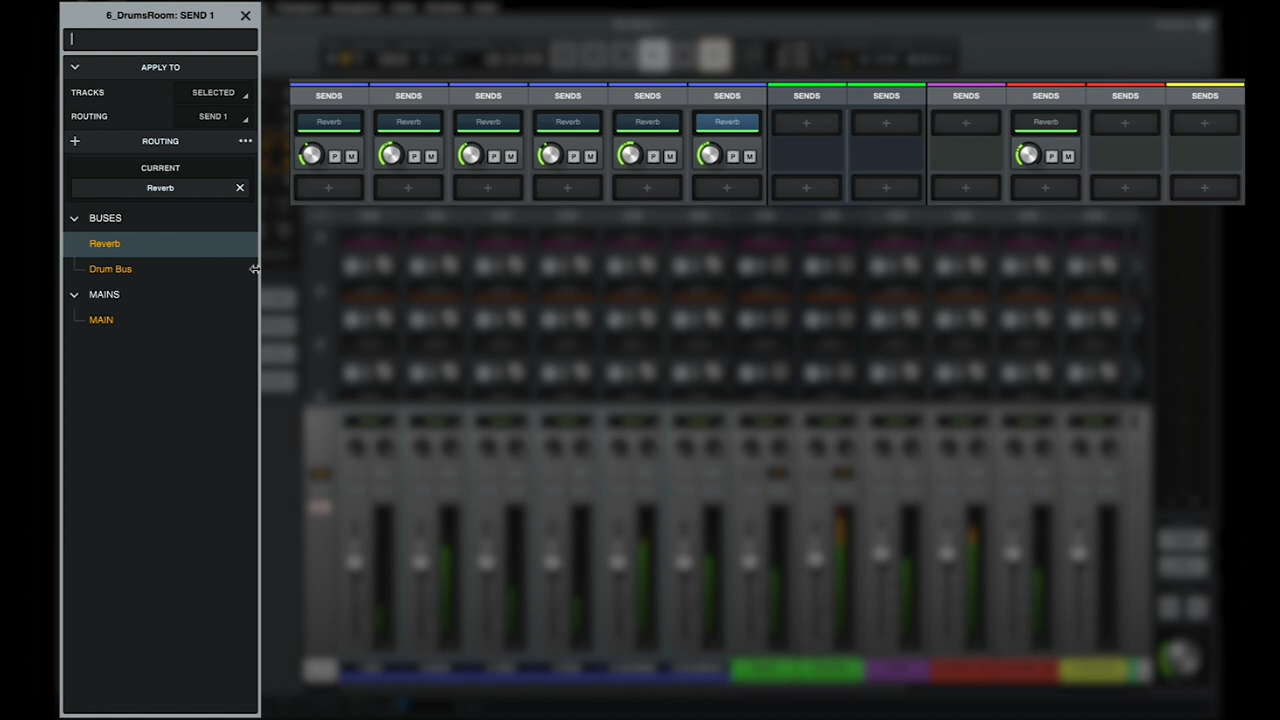 6_DrumsRoom: SEND 1
APPLY TO
TRACKS SELECTED
ROUTING SEND 1
ROUTING
CURRENT
Reverb
BUSES
Reverb
Drum Bus
MAINS
MAIN
SENDS SENDS SENDS SENDS SENDS SENDS SENDS SENDS SENDS SENDS SENDS SENDS
Reverb Reverb Reverb Reverb Reverb Reverb + + + Reverb + +
P M P M P M P M P M P M P M
+ + + + + + + + + + + +